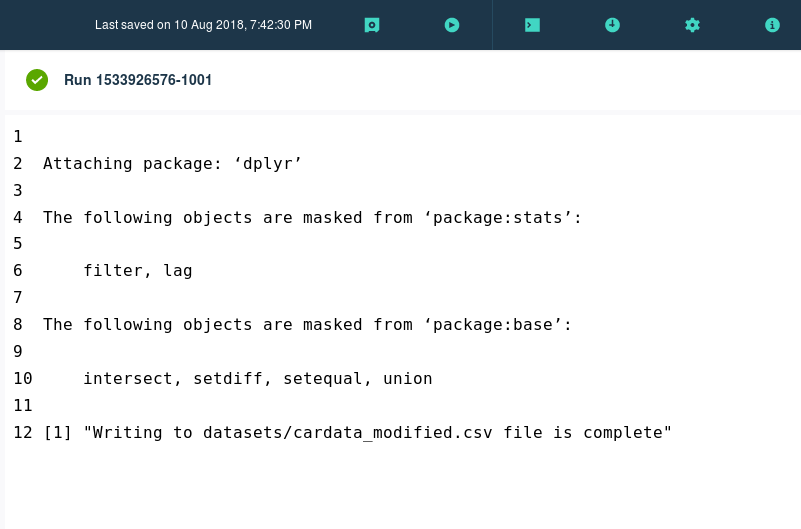 Last saved on 10 Aug 2018, 7:42:30 PM
Run 1533926576-1001
1
2 Attaching package: ‘dplyr’
3
4 The following objects are masked from ‘package:stats’:
5
6     filter, lag
7
8 The following objects are masked from ‘package:base’:
9
10     intersect, setdiff, setequal, union
11
12 [1] "Writing to datasets/cardata_modified.csv file is complete"